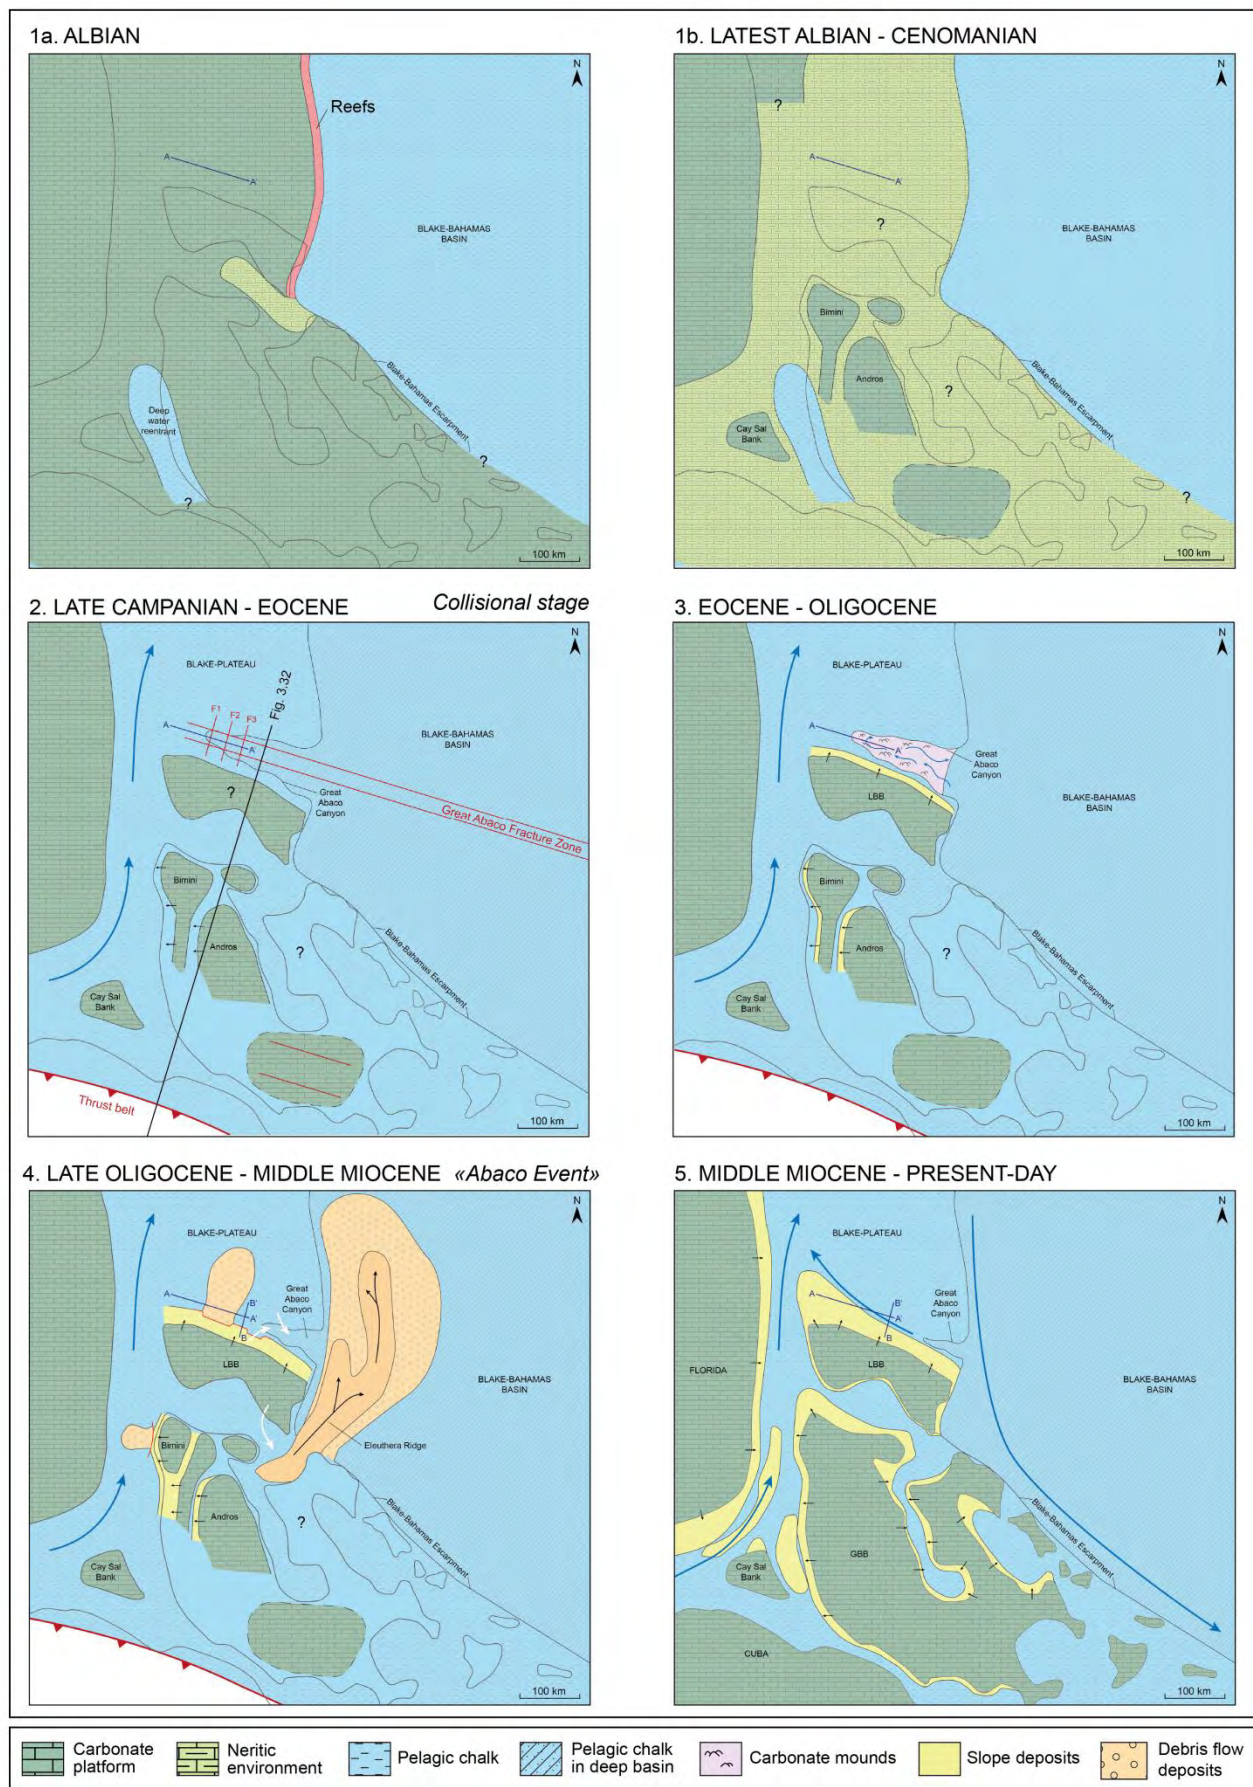 1a. ALBIAN
N
Reefs
A
A'
BLAKE-BAHAMAS
BASIN
Deep
water
reentrant
Blake-Bahamas Escarpment
?
?
100 km
1b. LATEST ALBIAN - CENOMANIAN
N
?
A
A'
?
BLAKE-BAHAMAS
BASIN
Bimini
Andros
?
Blake-Bahamas Escarpment
Cay Sal
Bank
?
100 km
2. LATE CAMPANIAN - EOCENE
Collisional stage
N
BLAKE-PLATEAU
Fig. 3.32
F1
F2
F3
A
A'
BLAKE-BAHAMAS
BASIN
?
Great
Abaco
Canyon
Great Abaco Fracture Zone
Bimini
Andros
?
Blake-Bahamas Escarpment
Cay Sal
Bank
Thrust belt
100 km
3. EOCENE - OLIGOCENE
N
BLAKE-PLATEAU
A
A'
Great
Abaco
Canyon
BLAKE-BAHAMAS
BASIN
LBB
Bimini
Andros
?
Blake-Bahamas Escarpment
Cay Sal
Bank
100 km
4. LATE OLIGOCENE - MIDDLE MIOCENE «Abaco Event»
N
BLAKE-PLATEAU
A
B'
A'
B
Great
Abaco
Canyon
LBB
BLAKE-BAHAMAS
BASIN
Bimini
Eleuthera Ridge
Andros
?
Blake-Bahamas Escarpment
Cay Sal
Bank
100 km
5. MIDDLE MIOCENE - PRESENT-DAY
N
BLAKE-PLATEAU
A
B'
A'
B
Great
Abaco
Canyon
FLORIDA
LBB
BLAKE-BAHAMAS
BASIN
Blake-Bahamas Escarpment
GBB
Cay Sal
Bank
CUBA
100 km
Carbonate
platform
Neritic
environment
Pelagic chalk
Pelagic chalk
in deep basin
Carbonate mounds
Slope deposits
Debris flow
deposits